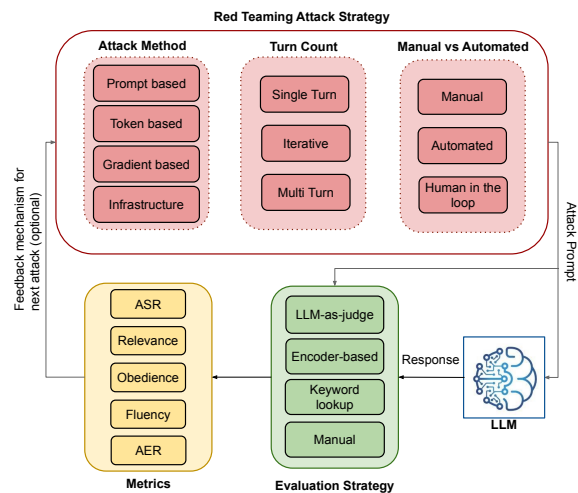 Red Teaming Attack Strategy
Attack Method
Prompt based
Token based
Gradient based
Infrastructure
Turn Count
Single Turn
Iterative
Multi Turn
Manual vs Automated
Manual
Automated
Human in the
loop
Feedback mechanism for
next attack (optional)
Attack
Prompt
ASR
Relevance
Obedience
Fluency
AER
Metrics
LLM-as-judge
Encoder-based
Keyword
lookup
Manual
Evaluation Strategy
Response
LLM